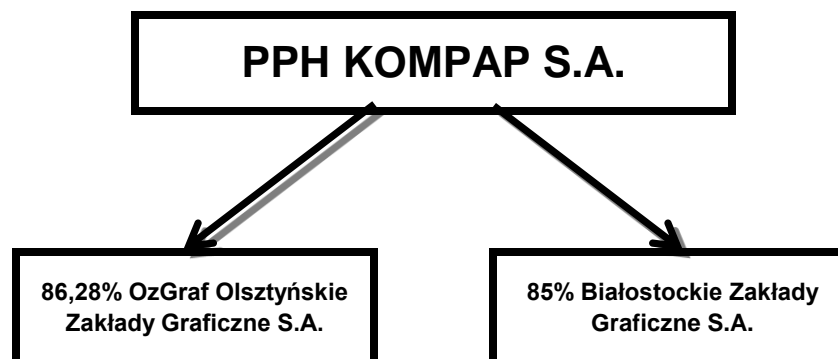 PPH KOMPAP S.A.
86,28% OzGraf Olsztyńskie
Zakłady Graficzne S.A.
85% Białostockie Zakłady
Graficzne S.A.